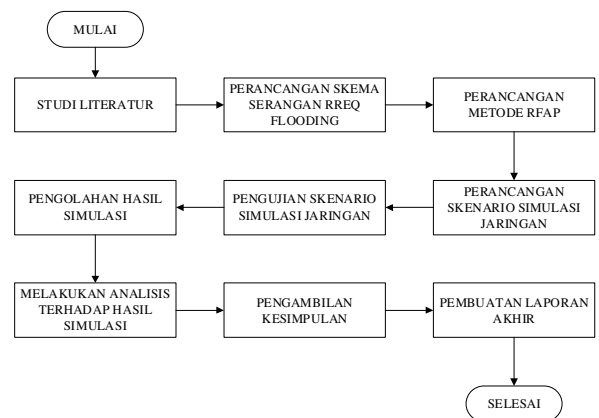 MULAI
STUDI LITERATUR
PERANCANGAN SKEMA
SERANGAN RREQ
FLOODING
PERANCANGAN
METODE RFAP
PERANCANGAN
SKENARIO SIMULASI
JARINGAN
PENGUJIAN SKENARIO
SIMULASI JARINGAN
PENGOLAHAN HASIL
SIMULASI
MELAKUKAN ANALISIS
TERHADAP HASIL
SIMULASI
PENGAMBILAN
KESIMPULAN
PEMBUATAN LAPORAN
AKHIR
SELESAI